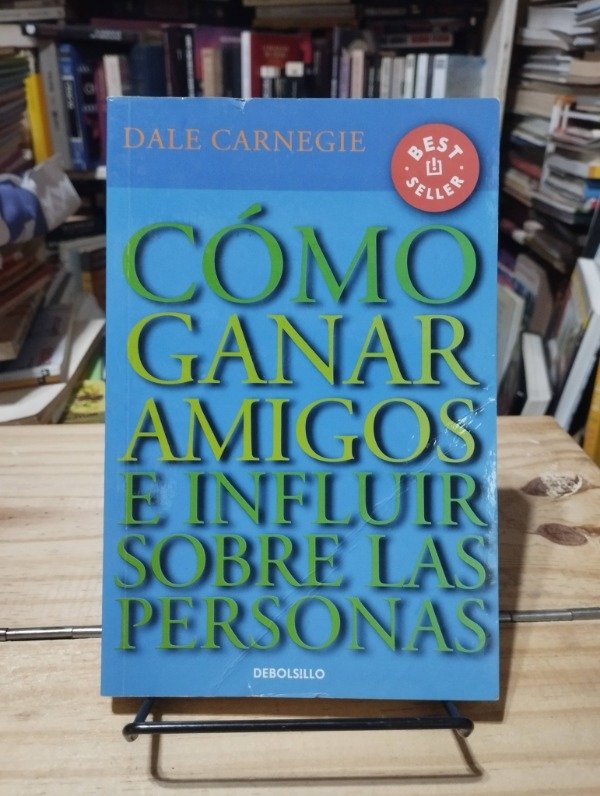 DALE CARNEGIE
BEST
SELLER
CÓMO
GANAR
AMIGOS
E INFLUIR
SOBRE LAS
PERSONAS
DEBOLSILLO